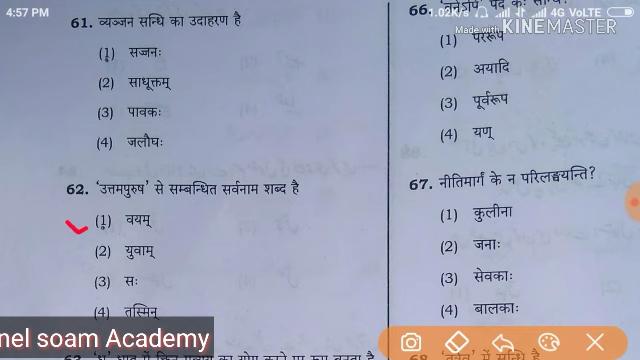 4:57 PM
1.02K/s 4G VoLTE
Made with KINEMASTER
61. व्यञ्जन सन्धि का उदाहरण है
(1) सज्जनः
(2) साधूक्तम्
(3) पावकः
(4) जलौघः
62. 'उत्तमपुरुष' से सम्बन्धित सर्वनाम शब्द है
(1) वयम्
(2) युवाम्
(3) सः
(4) तस्मिन्
nel soam Academy
66.
(1) पररूप
(2) अयादि
(3) पूर्वरूप
(4) यण्
67. नीतिमार्गं के न परिलङ्घयन्ति?
(1) कुलीना
(2) जनाः
(3) सेवकाः
(4) बालकाः